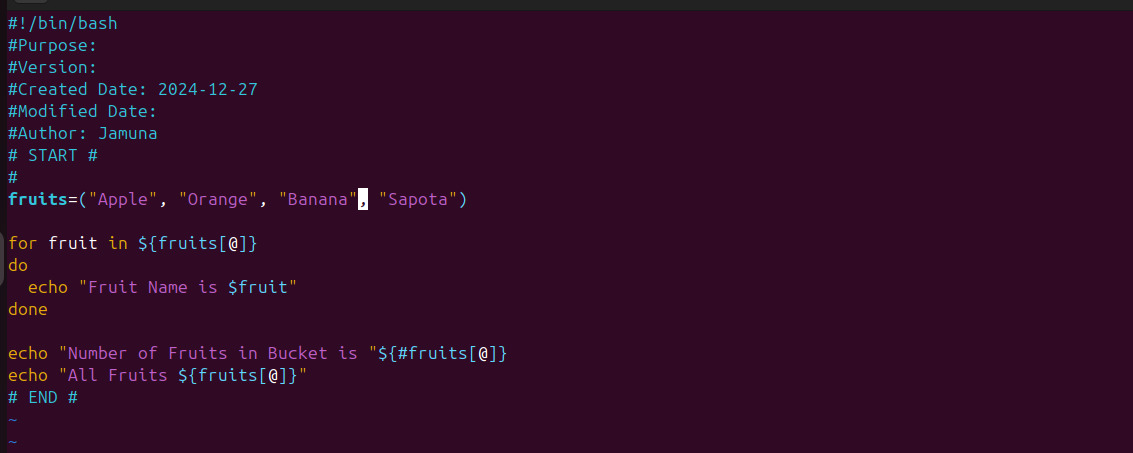 #!/bin/bash
#Purpose:
#Version:
#Created Date: 2024-12-27
#Modified Date:
#Author: Jamuna
# START #
#
fruits=("Apple", "Orange", "Banana", "Sapota")
for fruit in ${fruits[@]}
do
  echo "Fruit Name is $fruit"
done
echo "Number of Fruits in Bucket is "${#fruits[@]}
echo "All Fruits ${fruits[@]}"
# END #
~
~